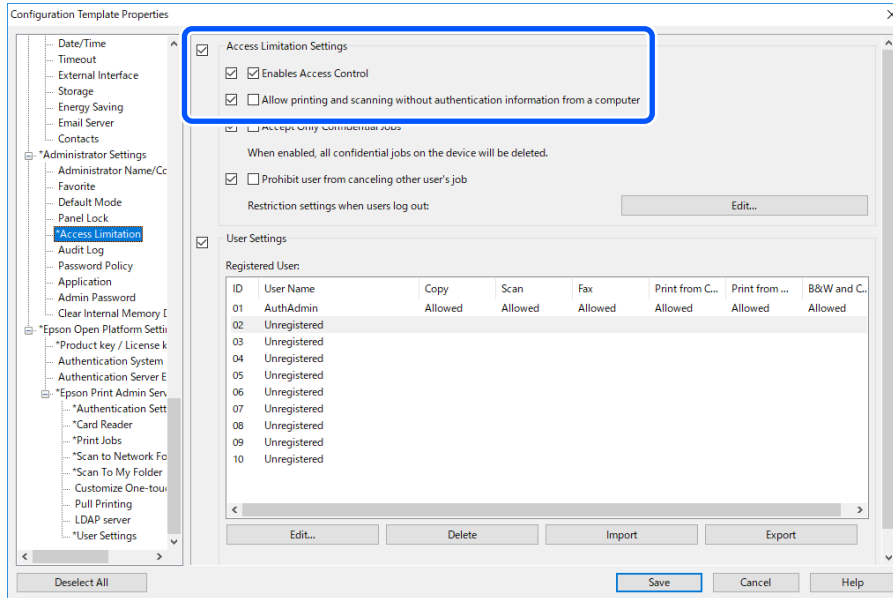 Configuration Template Properties
Date/Time
Timeout
External Interface
Storage
Energy Saving
Email Server
Contacts
*Administrator Settings
Administrator Name/Cc
Favorite
Default Mode
Panel Lock
*Access Limitation
Audit Log
Password Policy
Application
Admin Password
Clear Internal Memory D
*Epson Open Platform Settin
*Product key / License k
Authentication System
Authentication Server E
*Epson Print Admin Serv
*Authentication Sett
*Card Reader
*Print Jobs
*Scan to Network Fo
*Scan To My Folder
Customize One-touc
Pull Printing
LDAP server
*User Settings
Access Limitation Settings
Enables Access Control
Allow printing and scanning without authentication information from a computer
Accept Only Confidential Jobs
When enabled, all confidential jobs on the device will be deleted.
Prohibit user from canceling other user's job
Restriction settings when users log out:
Edit...
User Settings
Registered User:
ID User Name Copy Scan Fax Print from C... Print from ... B&W and C..
01 AuthAdmin Allowed Allowed Allowed Allowed Allowed Allowed
02 Unregistered
03 Unregistered
04 Unregistered
05 Unregistered
06 Unregistered
07 Unregistered
08 Unregistered
09 Unregistered
10 Unregistered
Edit... Delete Import Export
Deselect All Save Cancel Help